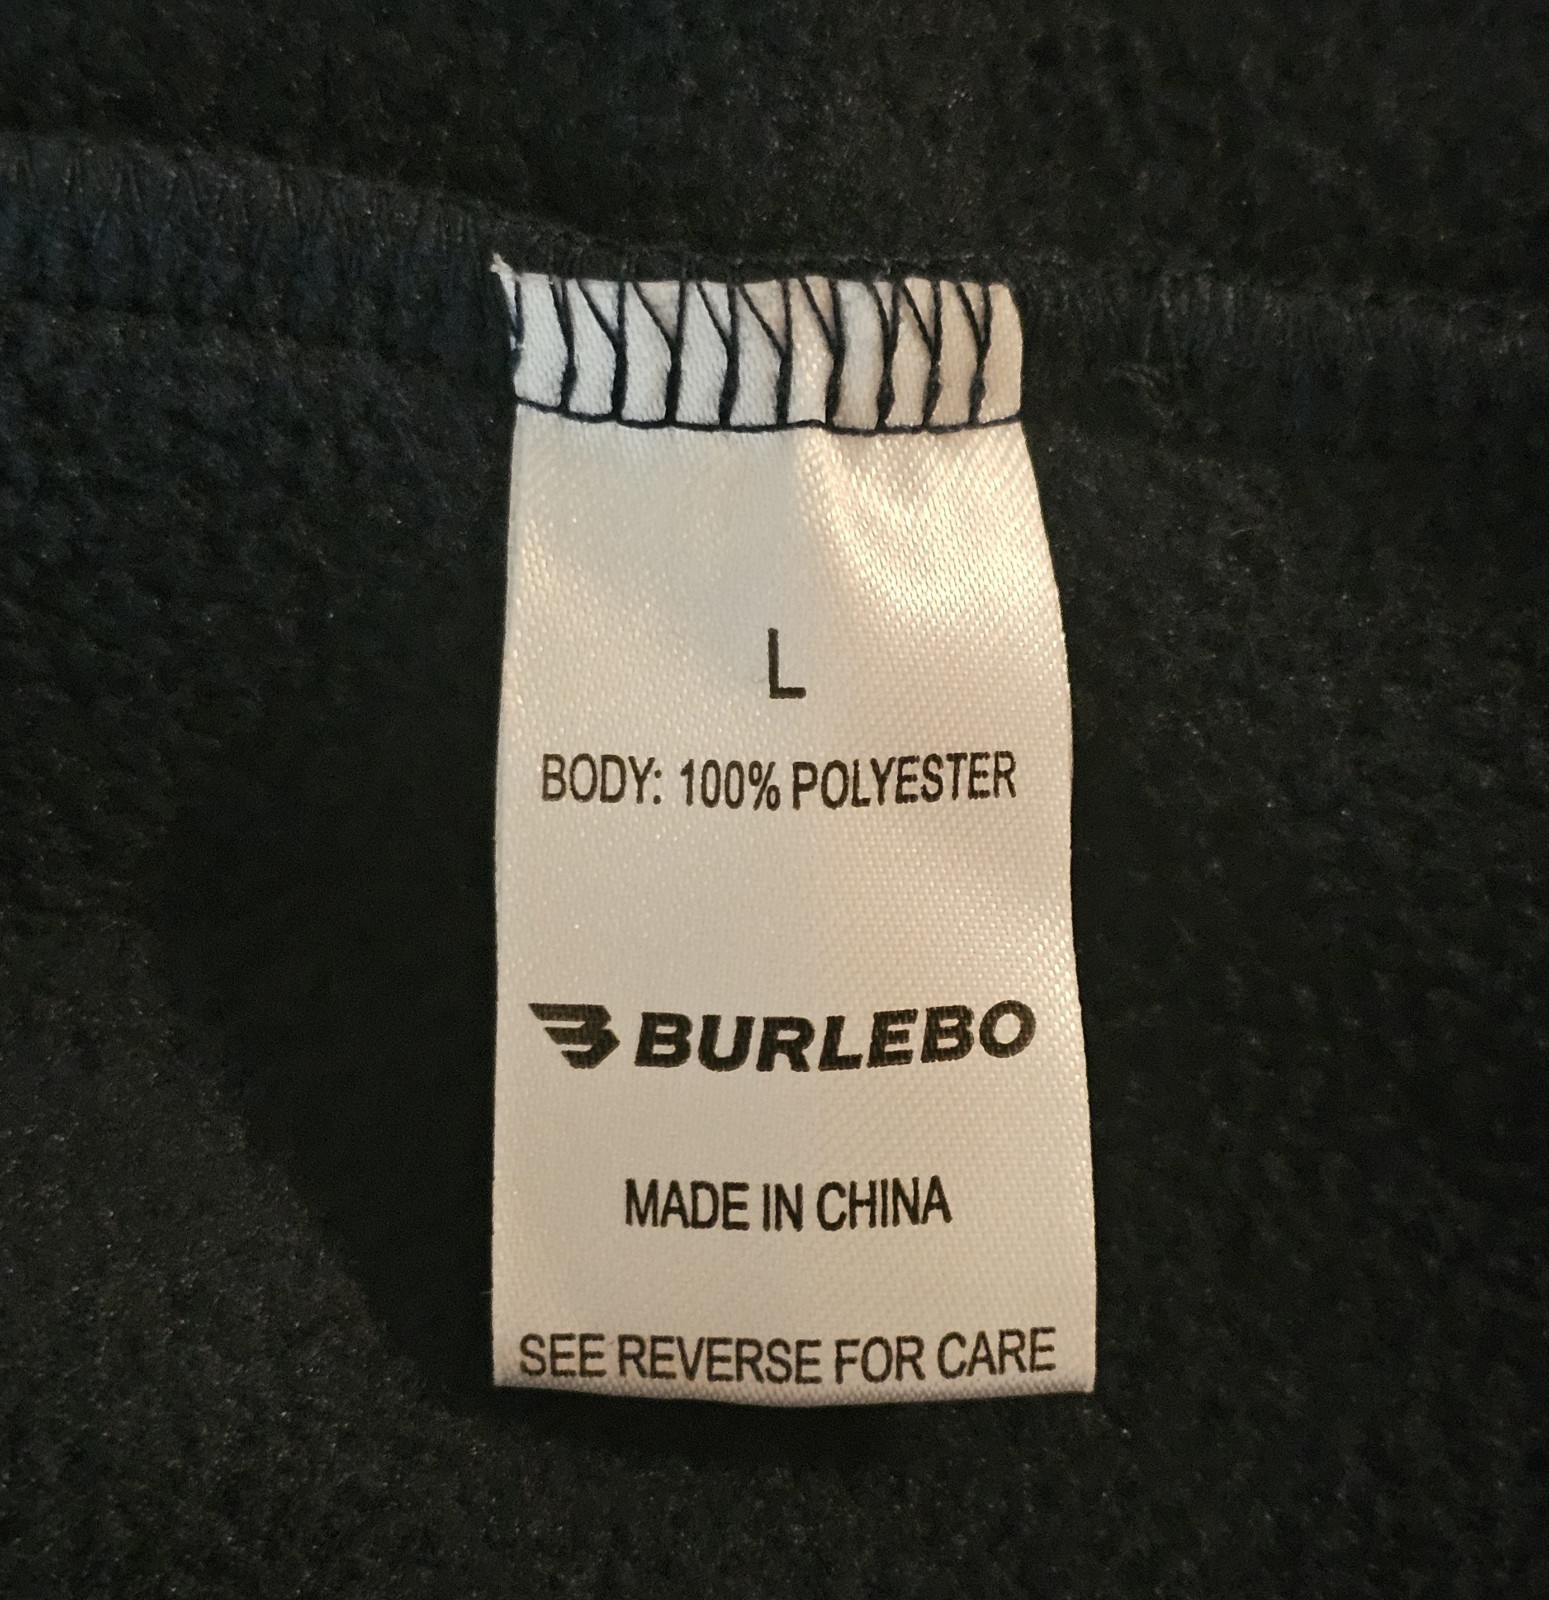 L
BODY: 100% POLYESTER
BURLEBO
MADE IN CHINA
SEE REVERSE FOR CARE